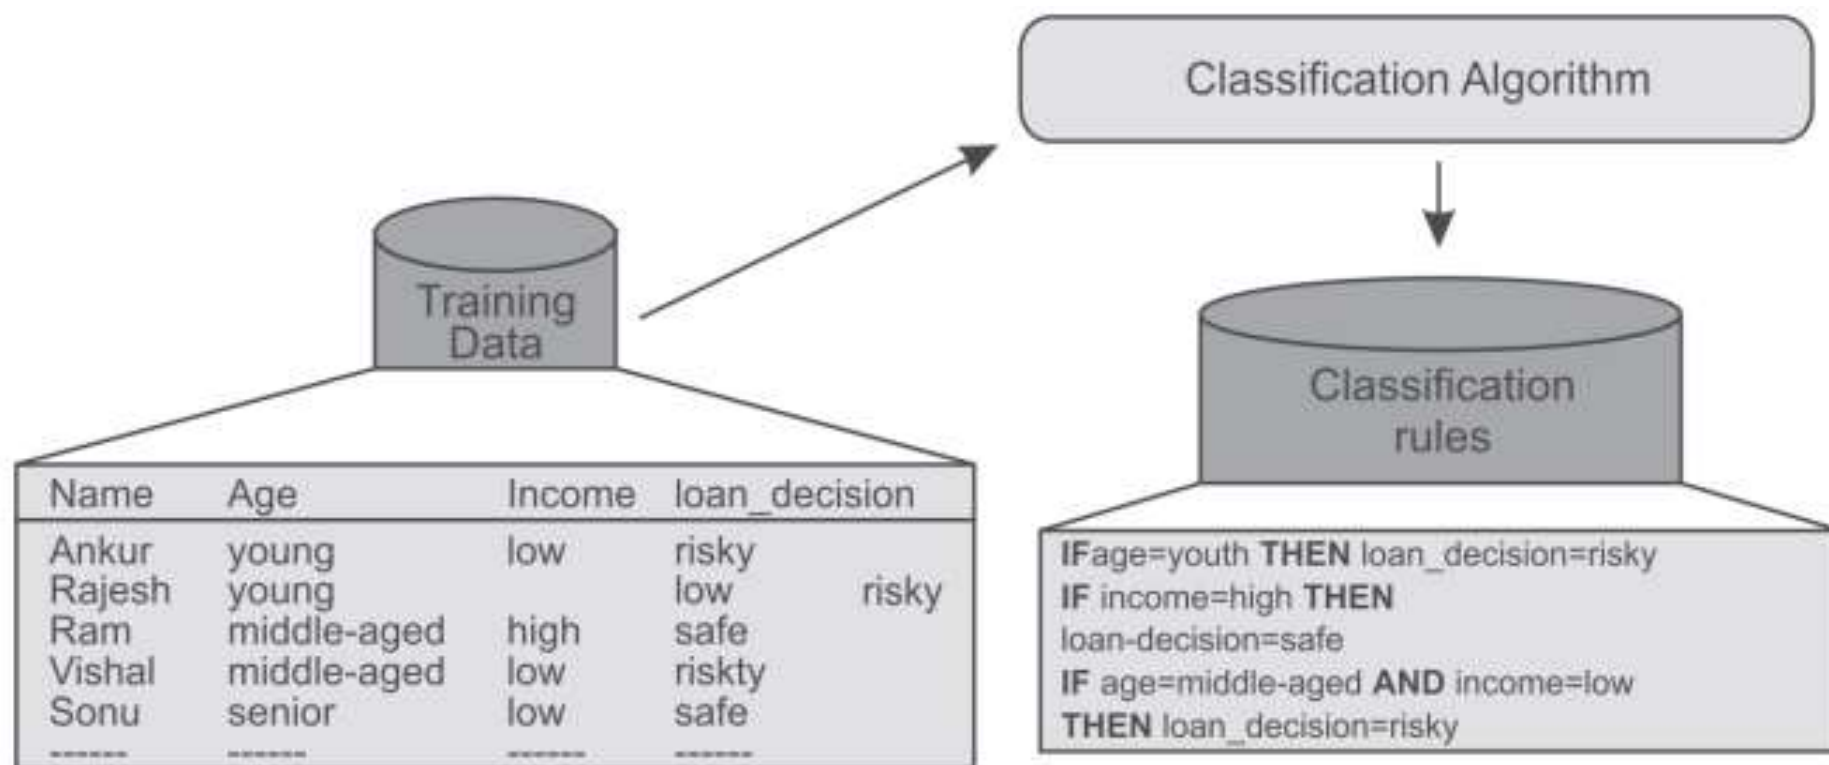 Classification Algorithm
Training
Data
Name Age Income loan_decision
Ankur young low risky
Rajesh young low risky
Ram middle-aged high safe
Vishal middle-aged low riskty
Sonu senior low safe
------ ------ ------ ------
Classification
rules
IFage=youth THEN loan_decision=risky
IF income=high THEN
loan-decision=safe
IF age=middle-aged AND income=low
THEN loan_decision=risky